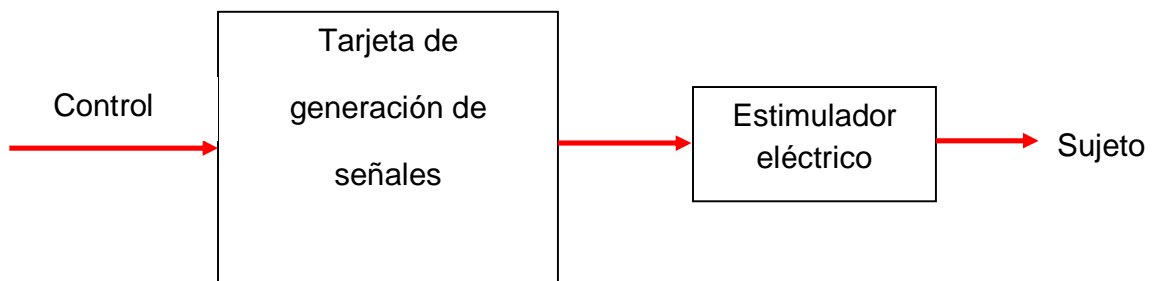 Control
Tarjeta de
generación de
señales
Estimulador
eléctrico
Sujeto